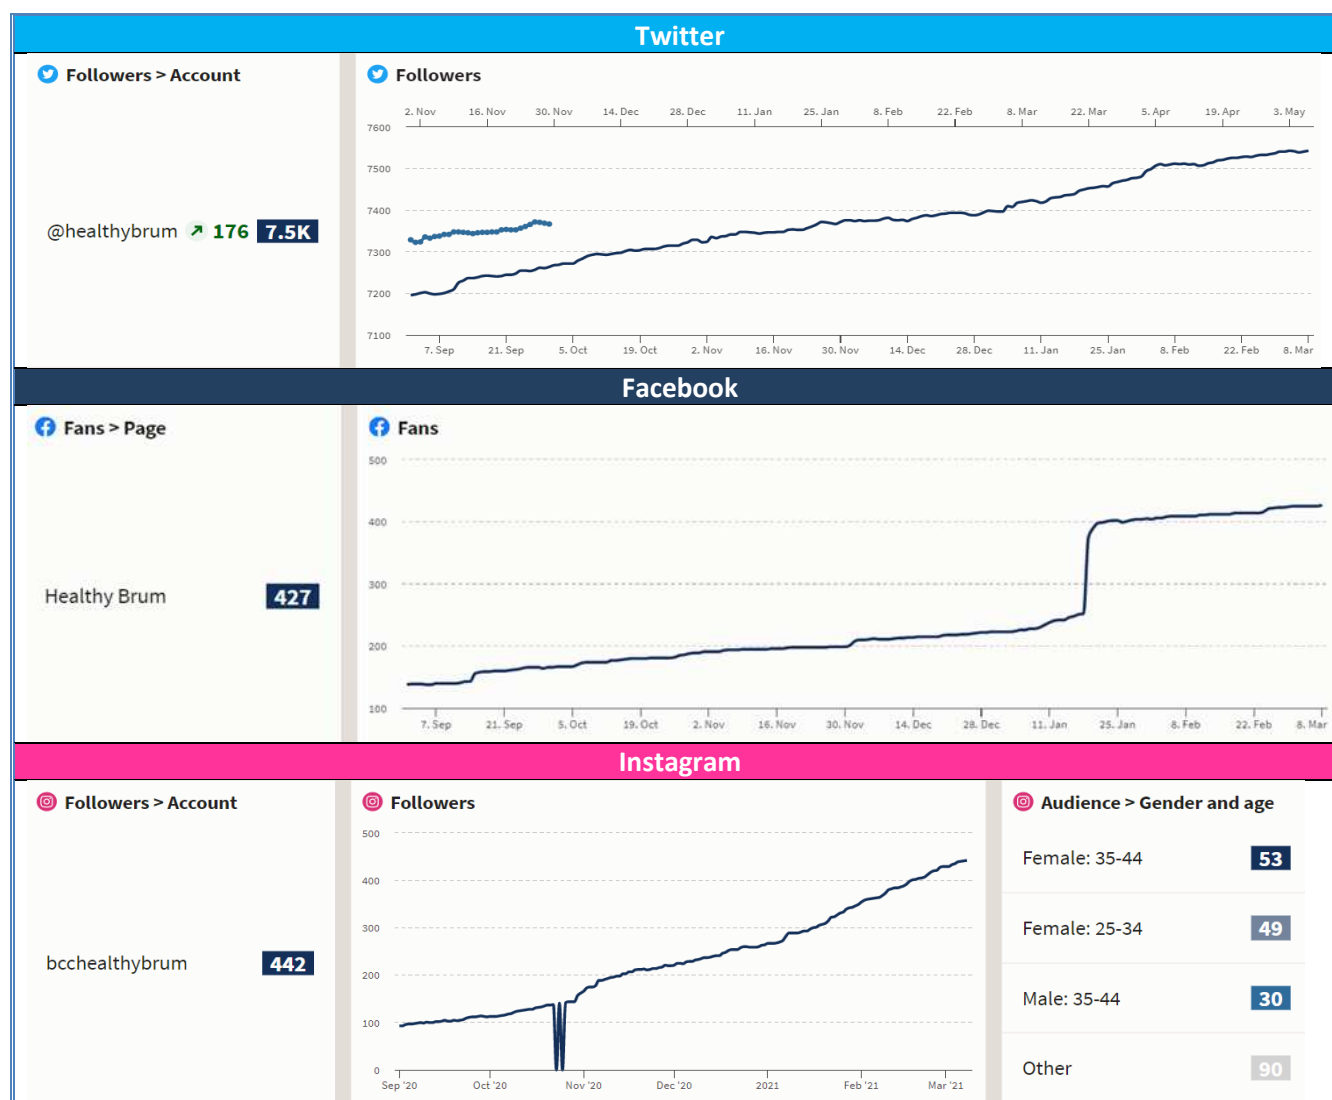 Twitter
Followers > Account
Followers
2. Nov 16. Nov 30. Nov 14. Dec 28. Dec 11. Jan 25. Jan 8. Feb 22. Feb 8. Mar 22. Mar 5. Apr 19. Apr 3. May
7600
7500
7400
7300
7200
7100
@healthybrum 176 7.5K
7. Sep 21. Sep 5. Oct 19. Oct 2. Nov 16. Nov 30. Nov 14. Dec 28. Dec 11. Jan 25. Jan 8. Feb 22. Feb 8. Mar
Facebook
Fans > Page
Fans
500
400
300
200
100
Healthy Brum 427
7. Sep 21. Sep 5. Oct 19. Oct 2. Nov 16. Nov 30. Nov 14. Dec 28. Dec 11. Jan 25. Jan 8. Feb 22. Feb 8. Mar
Instagram
Followers > Account
bcchealthybrum 442
Followers
500
400
300
200
100
0
Sep '20 Oct '20 Nov '20 Dec '20 2021 Feb '21 Mar '21
Audience > Gender and age
Female: 35-44 53
Female: 25-34 49
Male: 35-44 30
Other 90